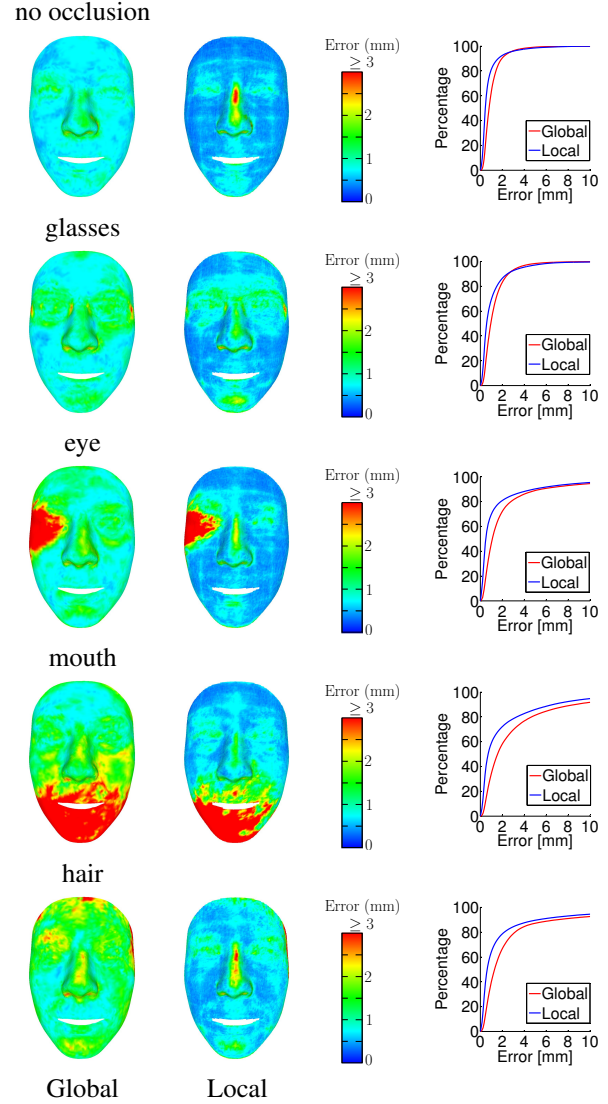 no occlusion
Error (mm)
≥ 3
2
1
0
Percentage
100
80
60
40
20
0
0 2 4 6 8 10
Error [mm]
Global
Local
glasses
Error (mm)
≥ 3
2
1
0
Percentage
100
80
60
40
20
0
0 2 4 6 8 10
Error [mm]
Global
Local
eye
Error (mm)
≥ 3
2
1
0
Percentage
100
80
60
40
20
0
0 2 4 6 8 10
Error [mm]
Global
Local
mouth
Error (mm)
≥ 3
2
1
0
Percentage
100
80
60
40
20
0
0 2 4 6 8 10
Error [mm]
Global
Local
hair
Error (mm)
≥ 3
2
1
0
Percentage
100
80
60
40
20
0
0 2 4 6 8 10
Error [mm]
Global
Local
Global Local